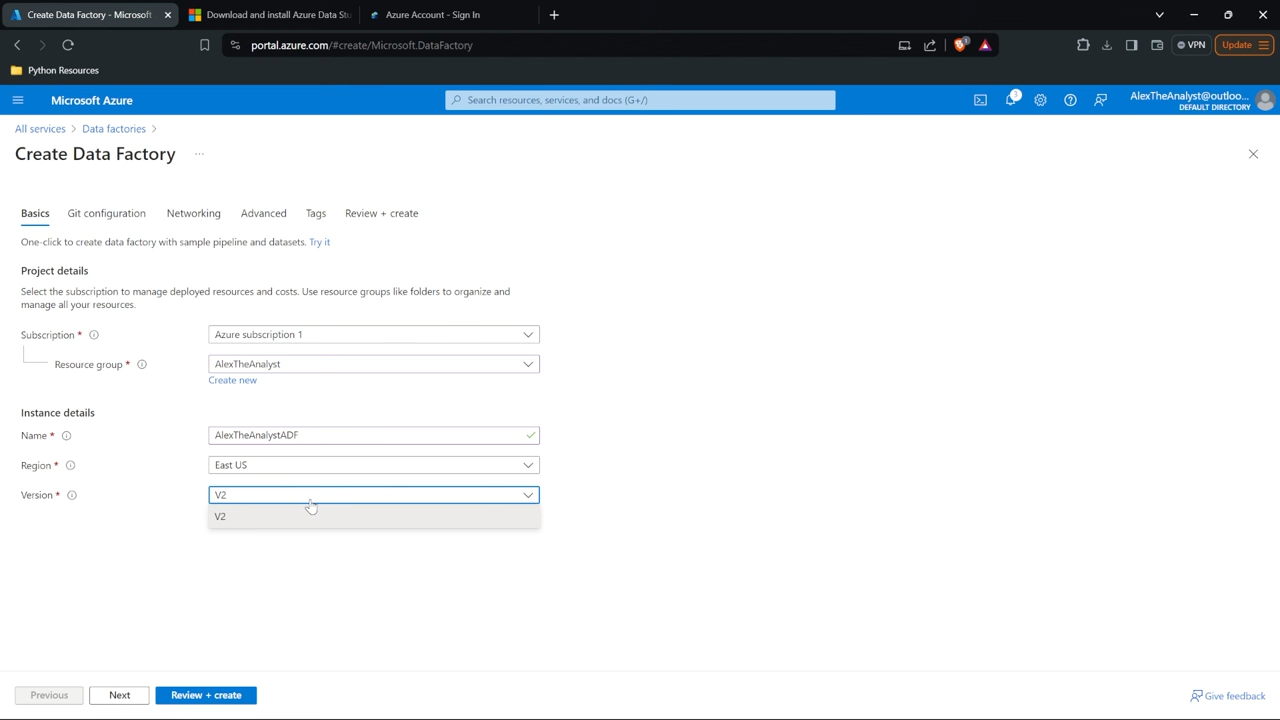 Create Data Factory - Microsoft
Download and install Azure Data Stu
Azure Account - Sign In
portal.azure.com/#create/Microsoft.DataFactory
1
VPN
Update
Python Resources
Microsoft Azure
Search resources, services, and docs (G+/)
3
AlexTheAnalyst@outloo...
DEFAULT DIRECTORY
All services > Data factories >
Create Data Factory ...
Basics Git configuration Networking Advanced Tags Review + create
One-click to create data factory with sample pipeline and datasets. Try it
Project details
Select the subscription to manage deployed resources and costs. Use resource groups like folders to organize and
manage all your resources.
Subscription * Azure subscription 1
Resource group * AlexTheAnalyst
Create new
Instance details
Name * AlexTheAnalystADF
Region * East US
Version * V2
V2
Previous Next Review + create Give feedback